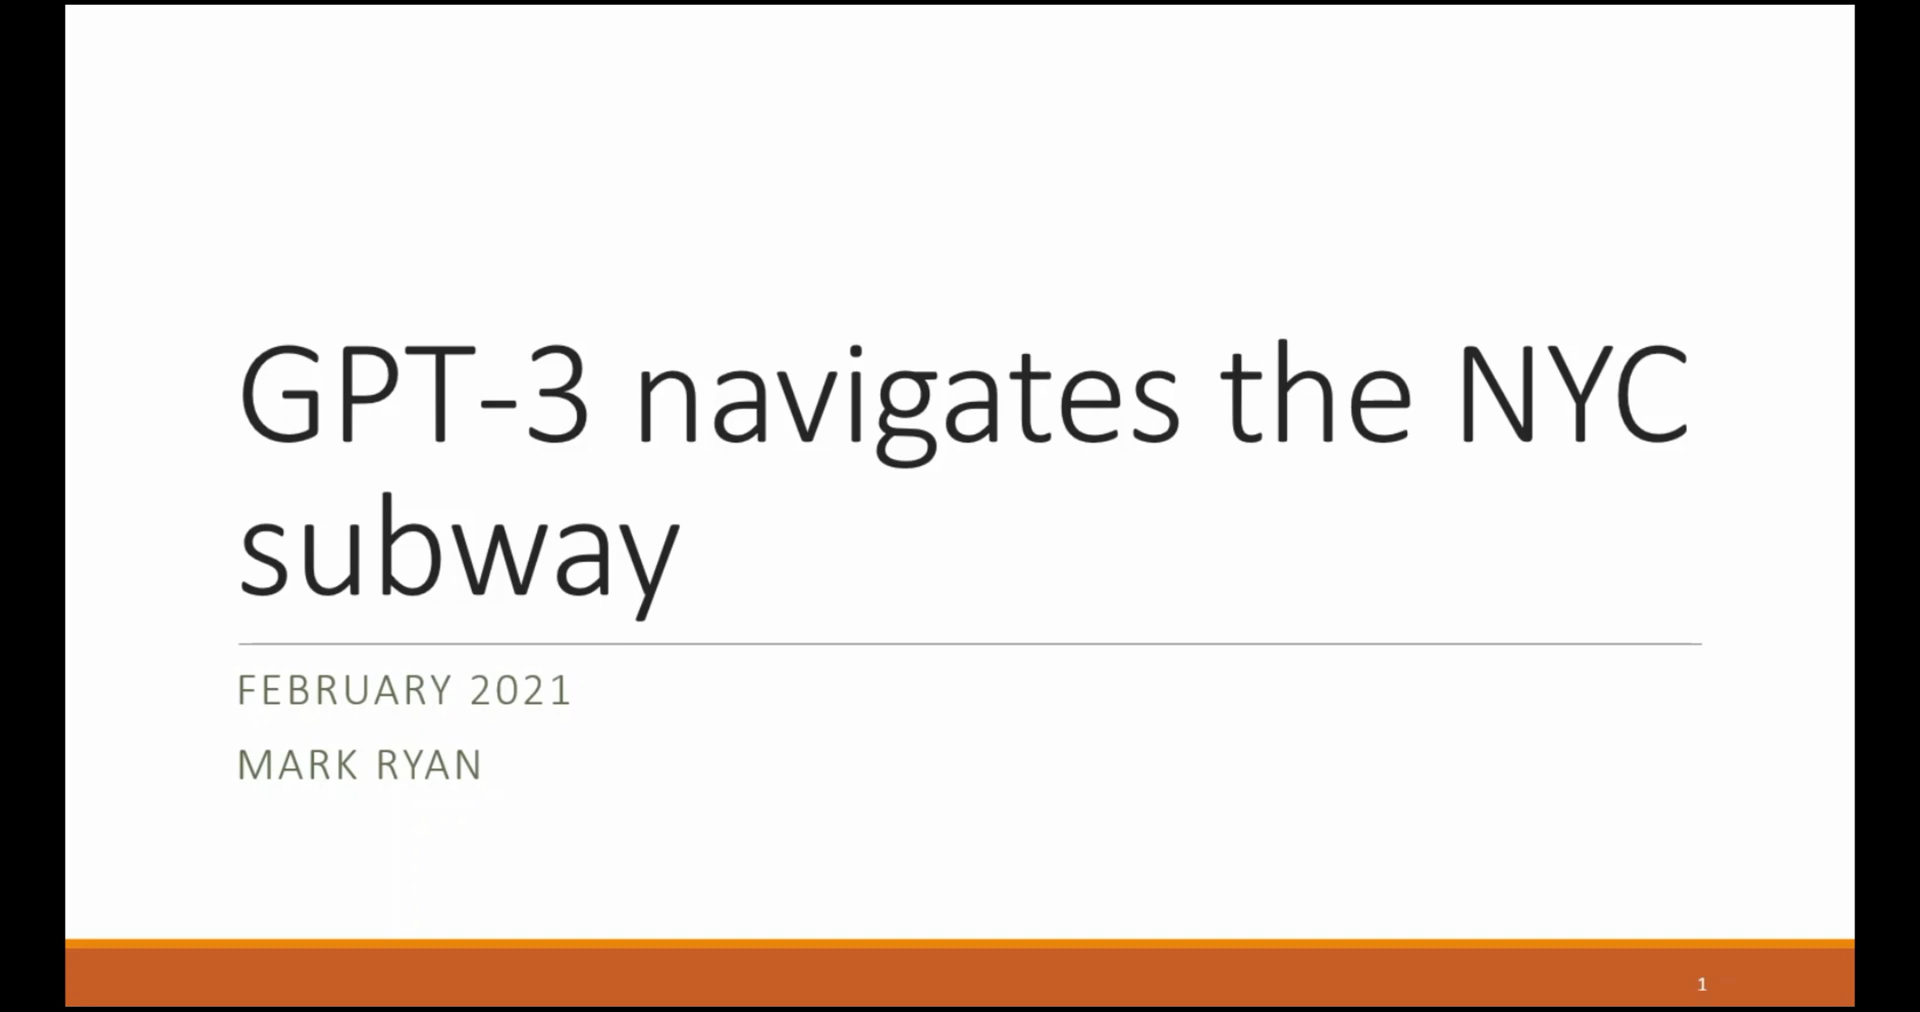 GPT-3 navigates the NYC
subway
FEBRUARY 2021
MARK RYAN
1